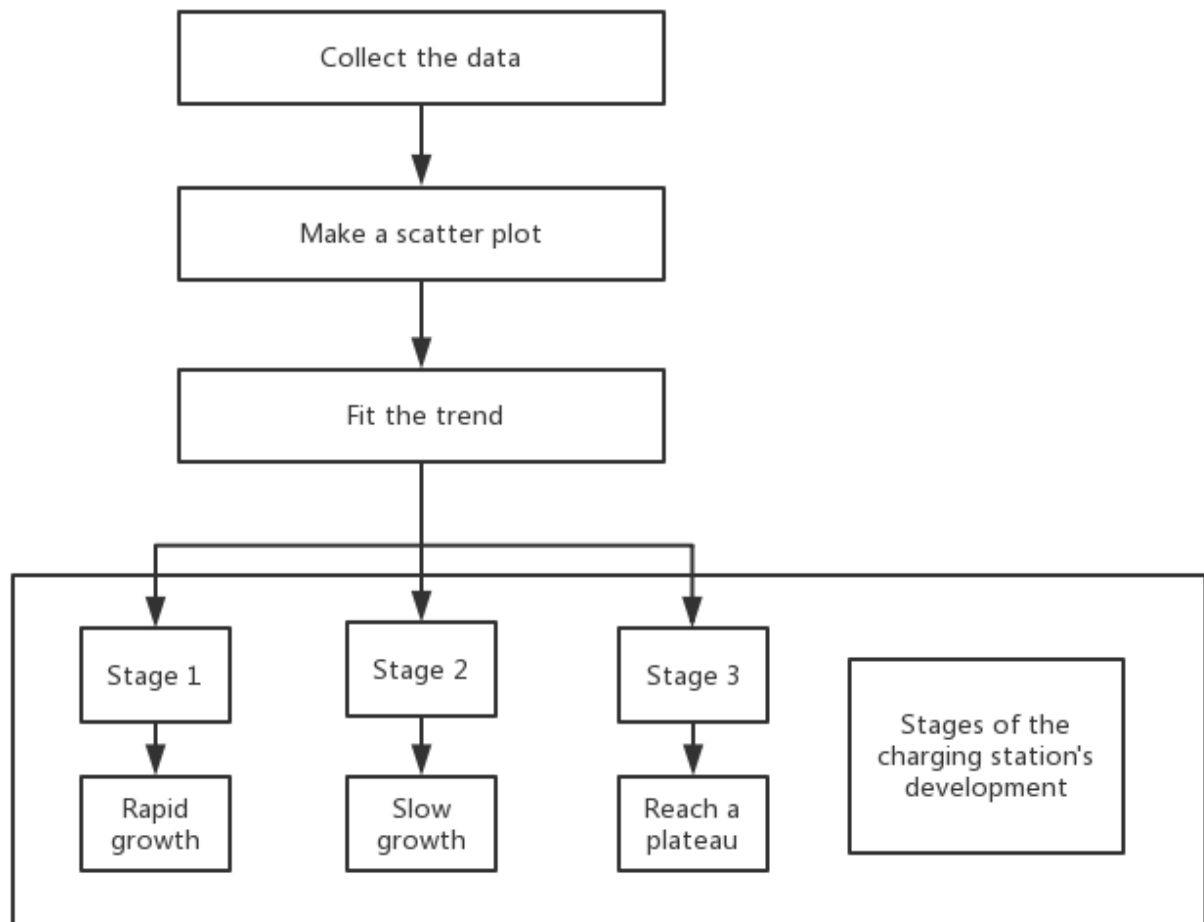 Collect the data
Make a scatter plot
Fit the trend
Stage 1
Stage 2
Stage 3
Rapid
growth
Slow
growth
Reach a
plateau
Stages of the
charging station's
development